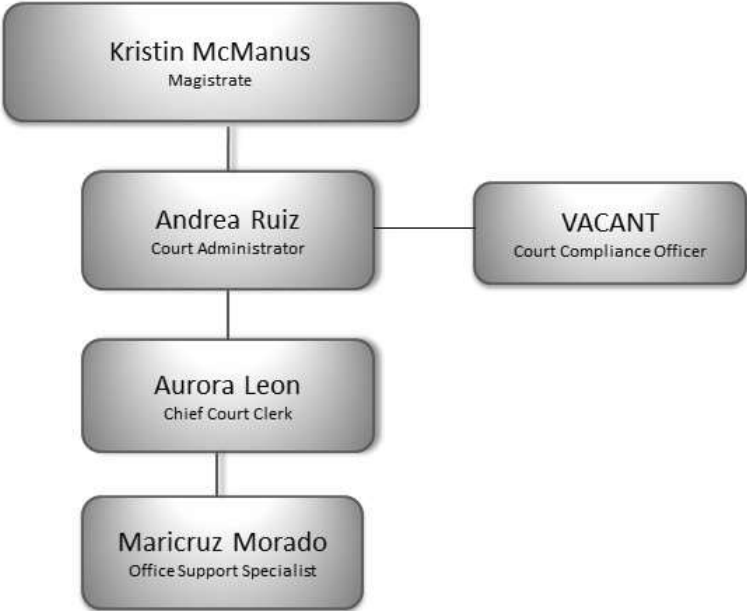 Kristin McManus
Magistrate
Andrea Ruiz
Court Administrator
VACANT
Court Compliance Officer
Aurora Leon
Chief Court Clerk
Maricruz Morado
Office Support Specialist